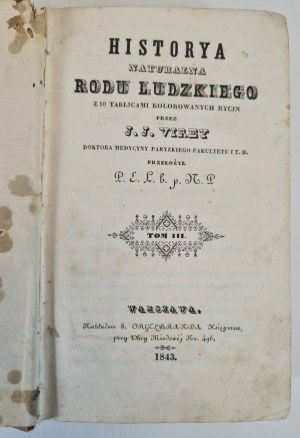 HISTORYA
NATURALNA
RODU LUDZKIEGO
Z 10 TABLICAMI KOLOROWANYCH RYCIN
PRZEZ
J. J. VIREY
DOKTORA MEDYCYNY PARYZKIEGO FAKULTETU I T. D.
PRZEŁOŻYŁ
P. E. L. b. p. N. P
TOM III.
WARSZAWA,
Nakładem S. ORGELBRANDA Księgarza,
przy Ulicy Miodowej No. 496.
1843.